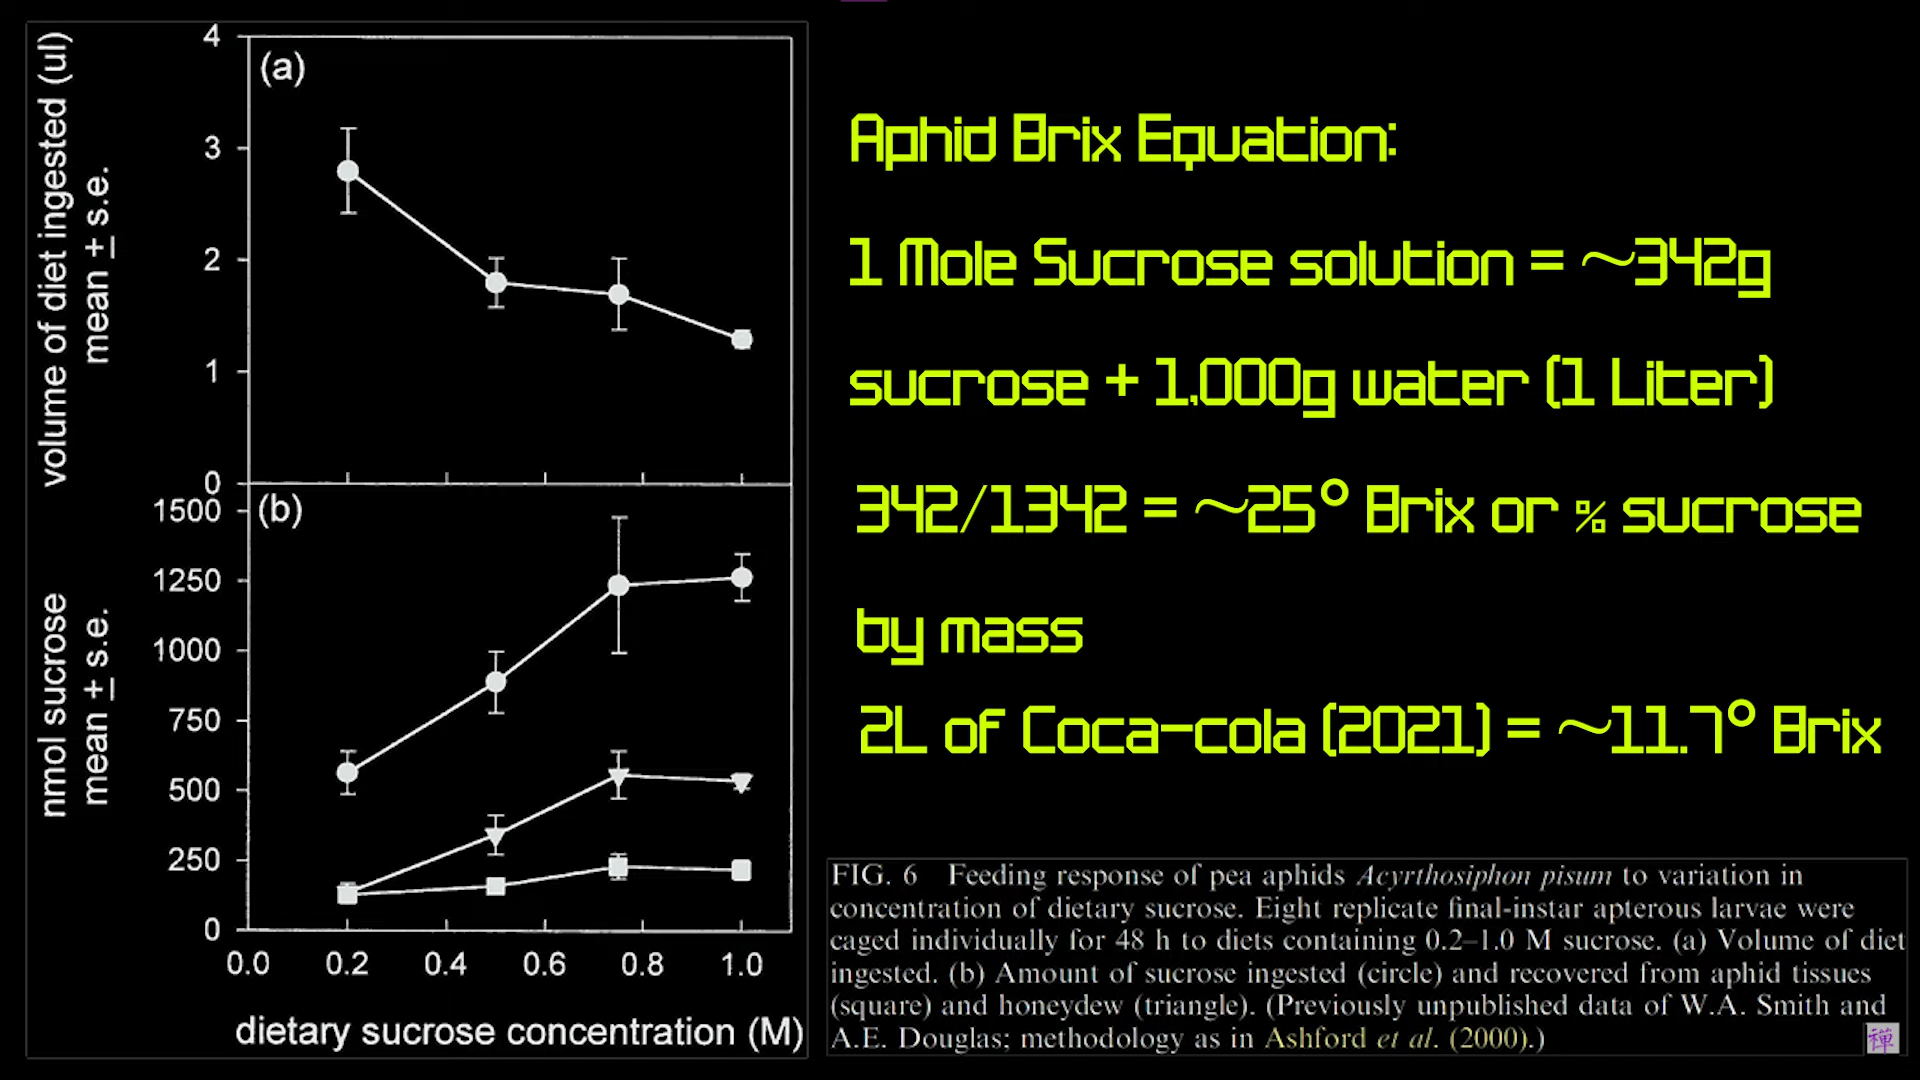 volume of diet ingested (ul)
mean ± s.e.
4
3
2
1
0
(a)
nmol sucrose
mean ± s.e.
1500
1250
1000
750
500
250
0
(b)
0.0 0.2 0.4 0.6 0.8 1.0
dietary sucrose concentration (M)
Aphid Brix Equation:
1 Mole Sucrose solution = ~342g
sucrose + 1,000g water (1 Liter)
342/1342 = ~25° Brix or % sucrose
by mass
2L of Coca-cola (2021) = ~11.7° Brix
FIG. 6 Feeding response of pea aphids Acyrthosiphon pisum to variation in
concentration of dietary sucrose. Eight replicate final-instar apterous larvae were
caged individually for 48 h to diets containing 0.2–1.0 M sucrose. (a) Volume of diet
ingested. (b) Amount of sucrose ingested (circle) and recovered from aphid tissues
(square) and honeydew (triangle). (Previously unpublished data of W.A. Smith and
A.E. Douglas; methodology as in Ashford et al. (2000).)
禅